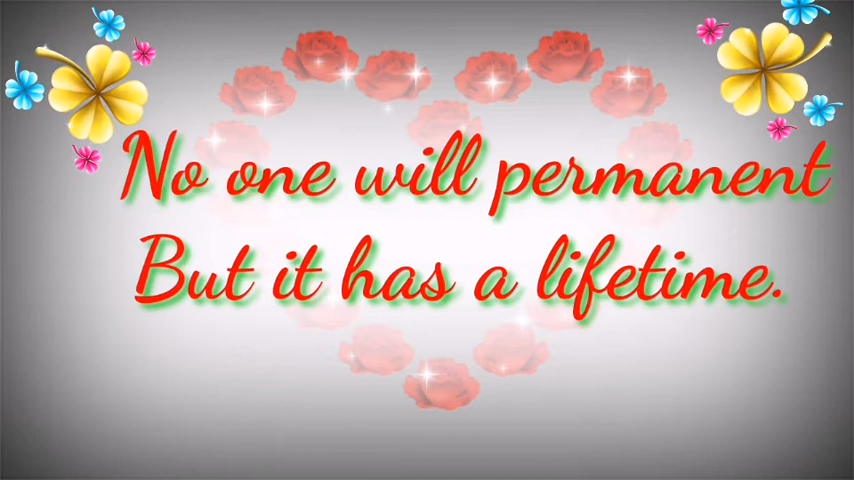 No one will permanent
But it has a lifetime.